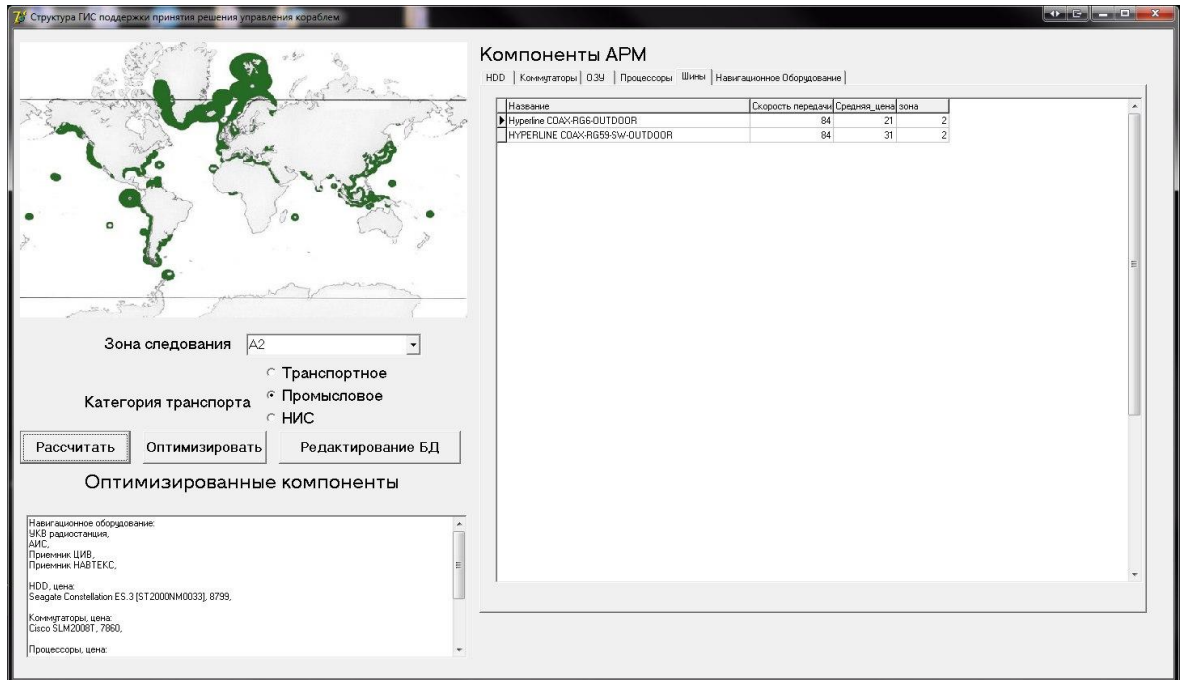 Структура ГИС поддержки принятия решения управления кораблем
Компоненты АРМ
HDD Коммутаторы ОЗУ Процессоры Шины Навигационное Оборудование
Название Скорость передачи Средняя_цена зона
Hyperline COAX-RG6-OUTDOOR 84 21 2
HYPERLINE COAX-RG59-SW-OUTDOOR 84 31 2
Зона следования A2
Транспортное
Категория транспорта Промысловое
НИС
Рассчитать Оптимизировать Редактирование БД
Оптимизированные компоненты
Навигационное оборудование:
УКВ радиостанция,
АИС,
Приемник ЦИВ,
Приемник НАВТЕКС,
HDD, цена:
Seagate Constellation ES.3 [ST2000NM0033], 8799,
Коммутаторы, цена:
Cisco SLM2008T, 7860,
Процессоры, цена: